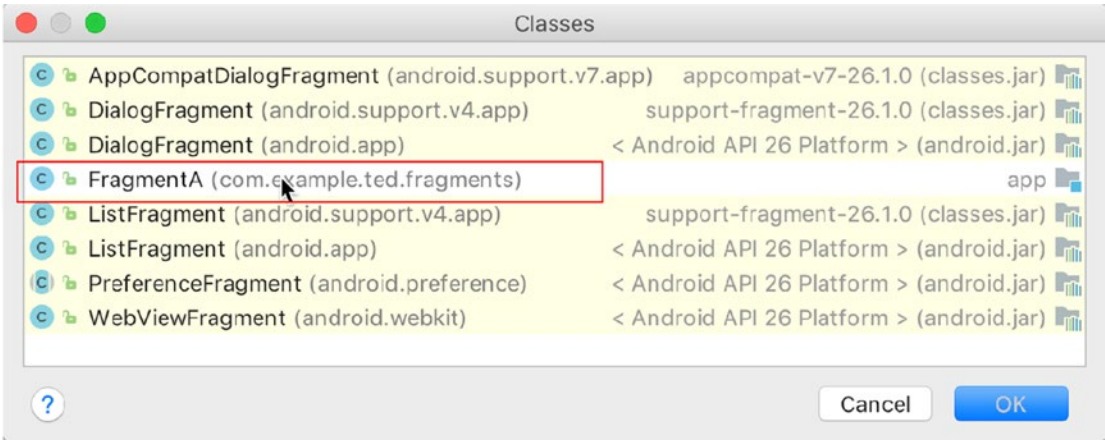 Classes
C AppCompatDialogFragment (android.support.v7.app) appcompat-v7-26.1.0 (classes.jar)
C DialogFragment (android.support.v4.app) support-fragment-26.1.0 (classes.jar)
C DialogFragment (android.app) < Android API 26 Platform > (android.jar)
C FragmentA (com.example.ted.fragments) app
C ListFragment (android.support.v4.app) support-fragment-26.1.0 (classes.jar)
C ListFragment (android.app) < Android API 26 Platform > (android.jar)
C PreferenceFragment (android.preference) < Android API 26 Platform > (android.jar)
C WebViewFragment (android.webkit) < Android API 26 Platform > (android.jar)
? Cancel OK